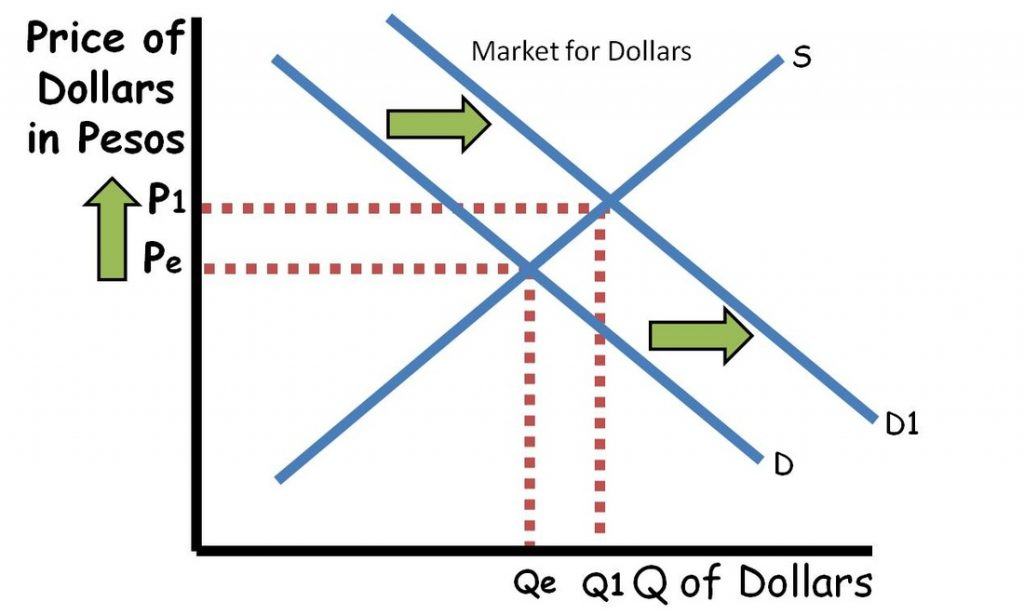 Price of
Dollars
in Pesos
Market for Dollars
S
P1
Pe
D1
D
Qe
Q1
Q of Dollars